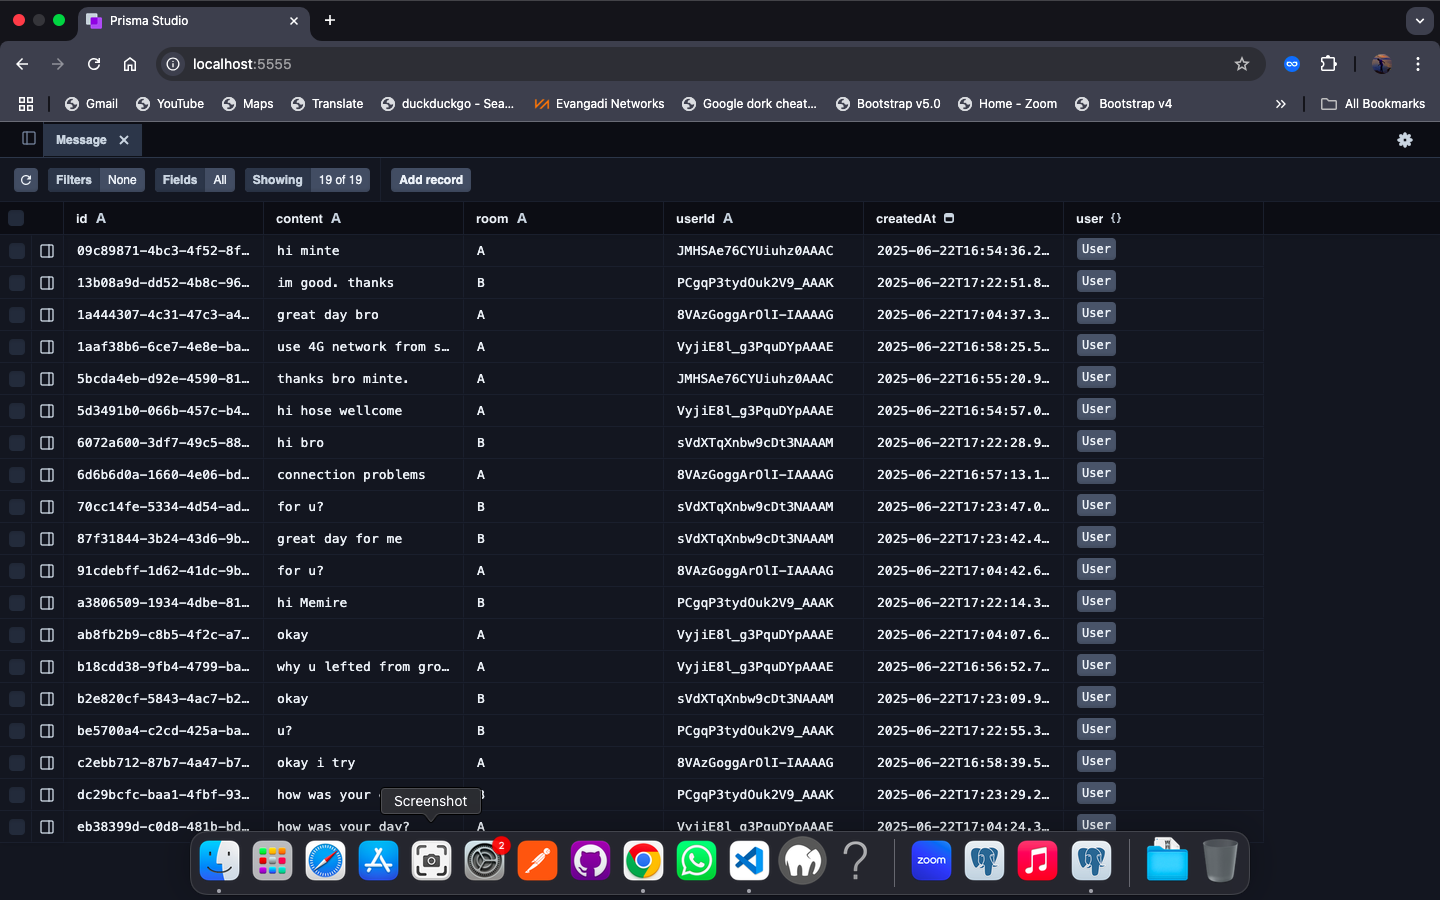 Prisma Studio
localhost:5555
Gmail YouTube Maps Translate duckduckgo - Sea... Evangadi Networks Google dork cheat... Bootstrap v5.0 Home - Zoom Bootstrap v4 » All Bookmarks
Message
Filters None Fields All Showing 19 of 19 Add record
id A content A room A userId A createdAt user {}
09c89871-4bc3-4f52-8f… hi minte A JMHSAe76CYUiuhz0AAAC 2025-06-22T16:54:36.2… User
13b08a9d-dd52-4b8c-96… im good. thanks B PCgqP3tydOuk2V9_AAAK 2025-06-22T17:22:51.8… User
1a444307-4c31-47c3-a4… great day bro A 8VAzGoggArOlI-IAAAAG 2025-06-22T17:04:37.3… User
1aaf38b6-6ce7-4e8e-ba… use 4G network from s… A VyjiE8l_g3PquDYpAAAE 2025-06-22T16:58:25.5… User
5bcda4eb-d92e-4590-81… thanks bro minte. A JMHSAe76CYUiuhz0AAAC 2025-06-22T16:55:20.9… User
5d3491b0-066b-457c-b4… hi hose wellcome A VyjiE8l_g3PquDYpAAAE 2025-06-22T16:54:57.0… User
6072a600-3df7-49c5-88… hi bro B sVdXTqXnbw9cDt3NAAAM 2025-06-22T17:22:28.9… User
6d6b6d0a-1660-4e06-bd… connection problems A 8VAzGoggArOlI-IAAAAG 2025-06-22T16:57:13.1… User
70cc14fe-5334-4d54-ad… for u? B sVdXTqXnbw9cDt3NAAAM 2025-06-22T17:23:47.0… User
87f31844-3b24-43d6-9b… great day for me B sVdXTqXnbw9cDt3NAAAM 2025-06-22T17:23:42.4… User
91cdebff-1d62-41dc-9b… for u? A 8VAzGoggArOlI-IAAAAG 2025-06-22T17:04:42.6… User
a3806509-1934-4dbe-81… hi Memire B PCgqP3tydOuk2V9_AAAK 2025-06-22T17:22:14.3… User
ab8fb2b9-c8b5-4f2c-a7… okay A VyjiE8l_g3PquDYpAAAE 2025-06-22T17:04:07.6… User
b18cdd38-9fb4-4799-ba… why u lefted from gro… A VyjiE8l_g3PquDYpAAAE 2025-06-22T16:56:52.7… User
b2e820cf-5843-4ac7-b2… okay B sVdXTqXnbw9cDt3NAAAM 2025-06-22T17:23:09.9… User
be5700a4-c2cd-425a-ba… u? B PCgqP3tydOuk2V9_AAAK 2025-06-22T17:22:55.3… User
c2ebb712-87b7-4a47-b7… okay i try A 8VAzGoggArOlI-IAAAAG 2025-06-22T16:58:39.5… User
dc29bcfc-baa1-4fbf-93… how was your PCgqP3tydOuk2V9_AAAK 2025-06-22T17:23:29.2… User
Screenshot
eb38399d-c0d8-481b-bd… how was your day? A VyjiE8l_g3PquDYpAAAE 2025-06-22T17:04:24.3… User
2
zoom